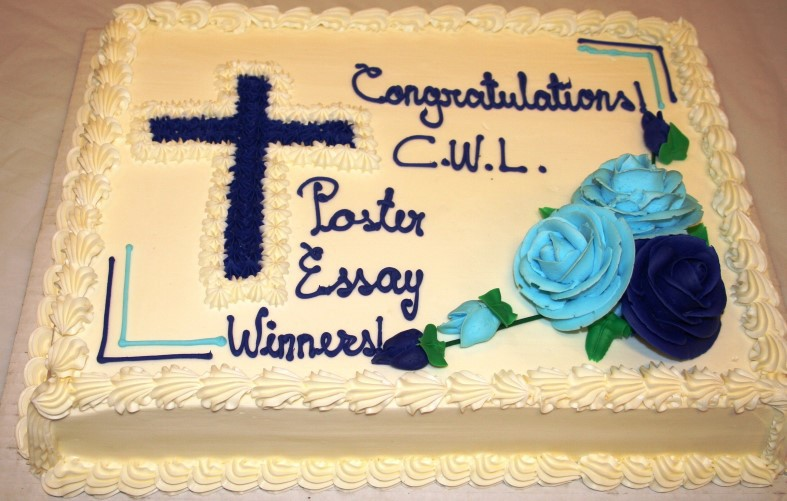 Congratulations!
C.W.L.
Poster
Essay
Winners!